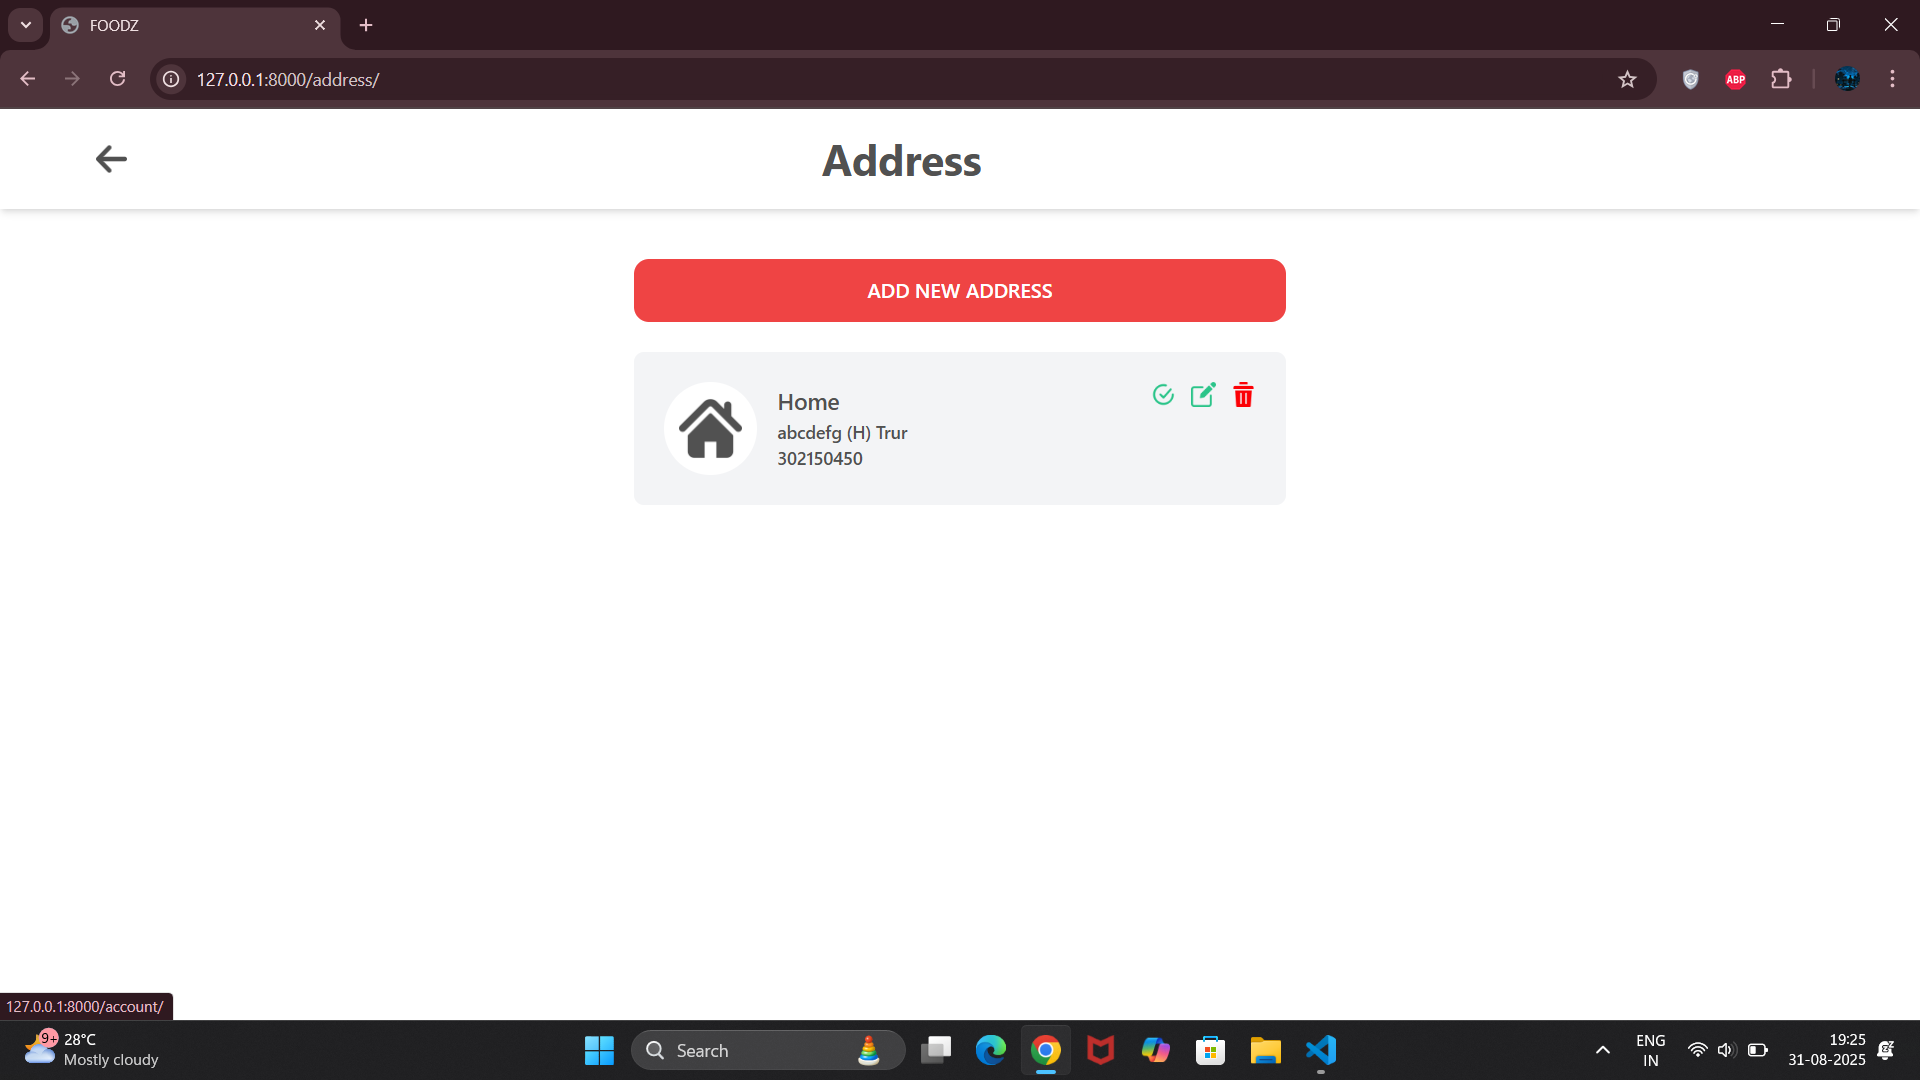 FOODZ
127.0.0.1:8000/address/
ABP
Address
ADD NEW ADDRESS
Home
abcdefg (H) Trur
302150450
127.0.0.1:8000/account/
9+
28°C
Mostly cloudy
Search
ENG
IN
19:25
31-08-2025